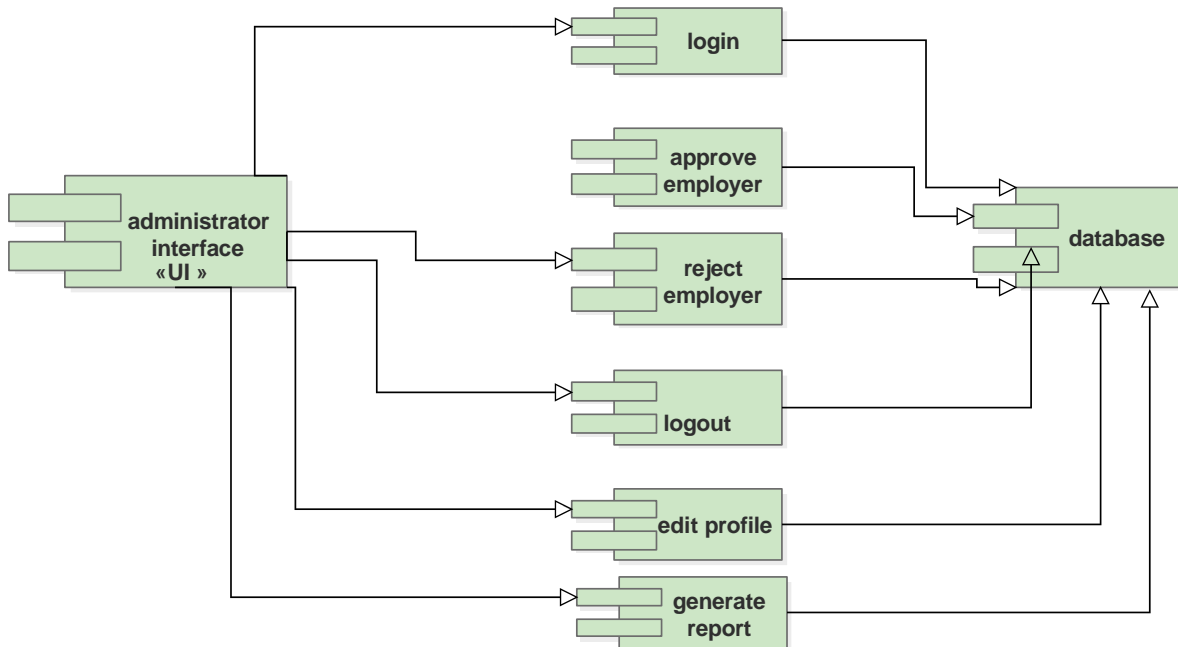 login
approve
employer
administrator
interface
«UI »
database
reject
employer
logout
edit profile
generate
report